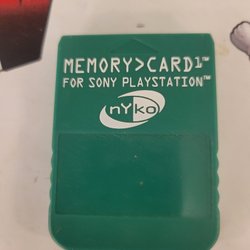 MEMORY>CARD1™
FOR SONY PLAYSTATION™
nYko